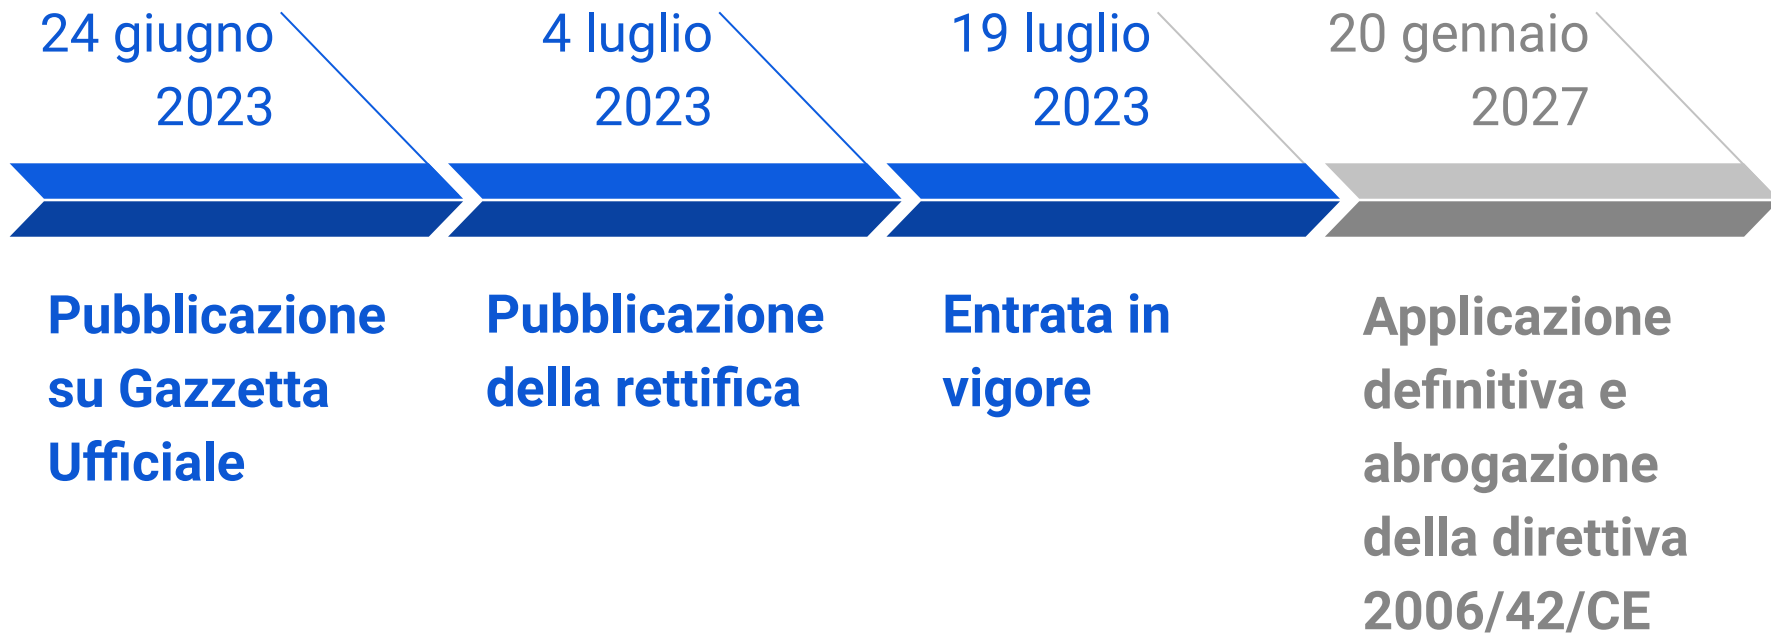 24 giugno
2023
4 luglio
2023
19 luglio
2023
20 gennaio
2027
Pubblicazione
su Gazzetta
Ufficiale
Pubblicazione
della rettifica
Entrata in
vigore
Applicazione
definitiva e
abrogazione
della direttiva
2006/42/CE